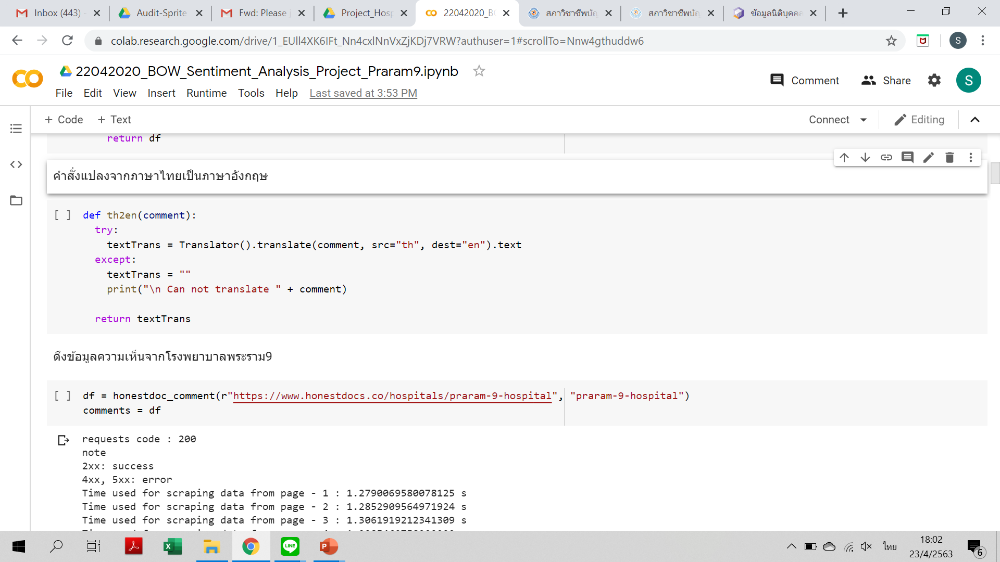 Inbox (443) -
Audit-Sprite
Fwd: Please j
Project_Hosp
22042020_BO
สภาวิชาชีพบัญ
สภาวิชาชีพบัญ
ข้อมูลนิติบุคคล
colab.research.google.com/drive/1_EUll4XK6IFt_Nn4cxlNnVxZjKDj7VRW?authuser=1#scrollTo=Nnw4gthuddw6
S
22042020_BOW_Sentiment_Analysis_Project_Praram9.ipynb
Comment
Share
S
File Edit View Insert Runtime Tools Help Last saved at 3:53 PM
+ Code + Text
Connect
Editing
return df
คำสั่งแปลงจากภาษาไทยเป็นภาษาอังกฤษ
[ ] def th2en(comment):
try:
textTrans = Translator().translate(comment, src="th", dest="en").text
except:
textTrans = ""
print("\n Can not translate " + comment)
return textTrans
ดึงข้อมูลความเห็นจากโรงพยาบาลพระราม9
[ ] df = honestdoc_comment(r"https://www.honestdocs.co/hospitals/praram-9-hospital", "praram-9-hospital")
comments = df
requests code : 200
note
2xx: success
4xx, 5xx: error
Time used for scraping data from page - 1 : 1.2790069580078125 s
Time used for scraping data from page - 2 : 1.2852909564971924 s
Time used for scraping data from page - 3 : 1.3061919212341309 s
LINE
ไทย
18:02
23/4/2563
6